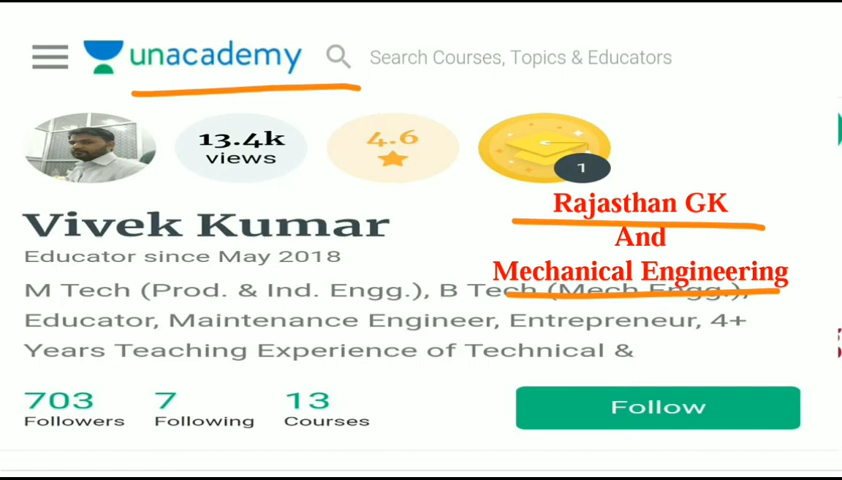 unacademy
Search Courses, Topics & Educators
13.4k
views
4.6
1
Rajasthan GK
And
Mechanical Engineering
Vivek Kumar
Educator since May 2018
M Tech (Prod. & Ind. Engg.), B Tech (Mech Engg.),
Educator, Maintenance Engineer, Entrepreneur, 4+
Years Teaching Experience of Technical &
703
Followers
7
Following
13
Courses
Follow